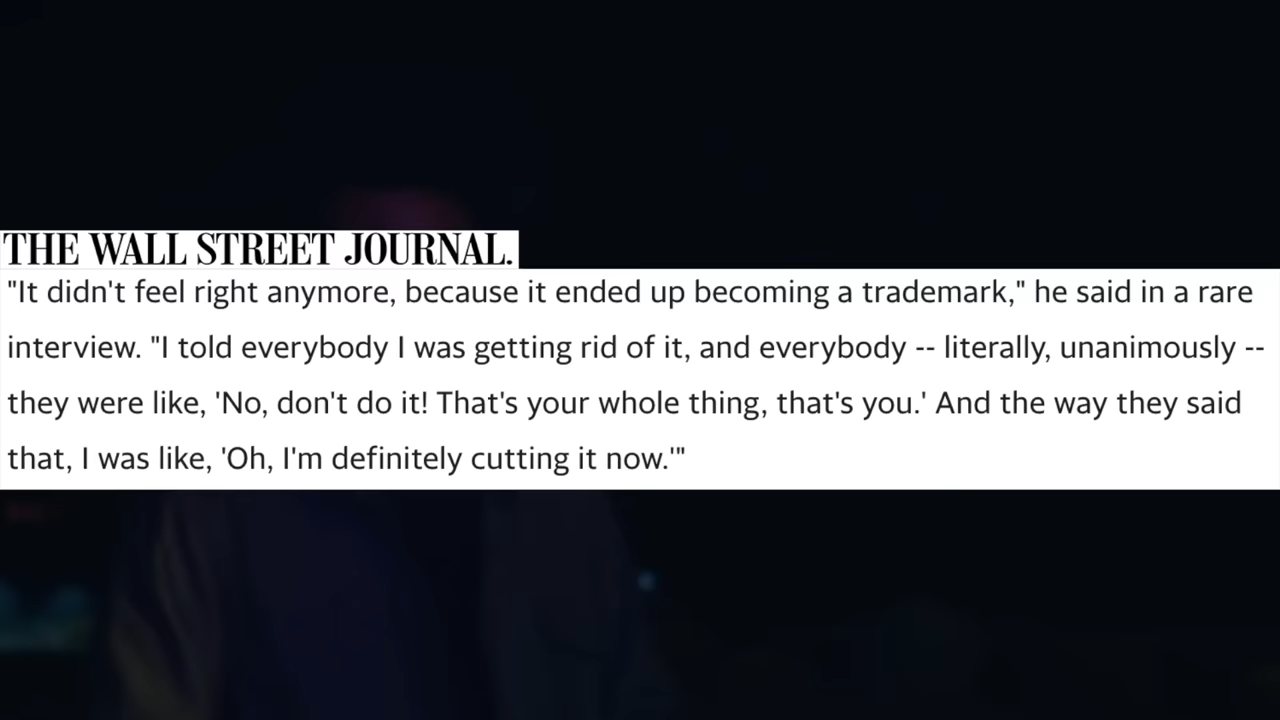 THE WALL STREET JOURNAL.
"It didn't feel right anymore, because it ended up becoming a trademark," he said in a rare
interview. "I told everybody I was getting rid of it, and everybody -- literally, unanimously --
they were like, 'No, don't do it! That's your whole thing, that's you.' And the way they said
that, I was like, 'Oh, I'm definitely cutting it now.'"